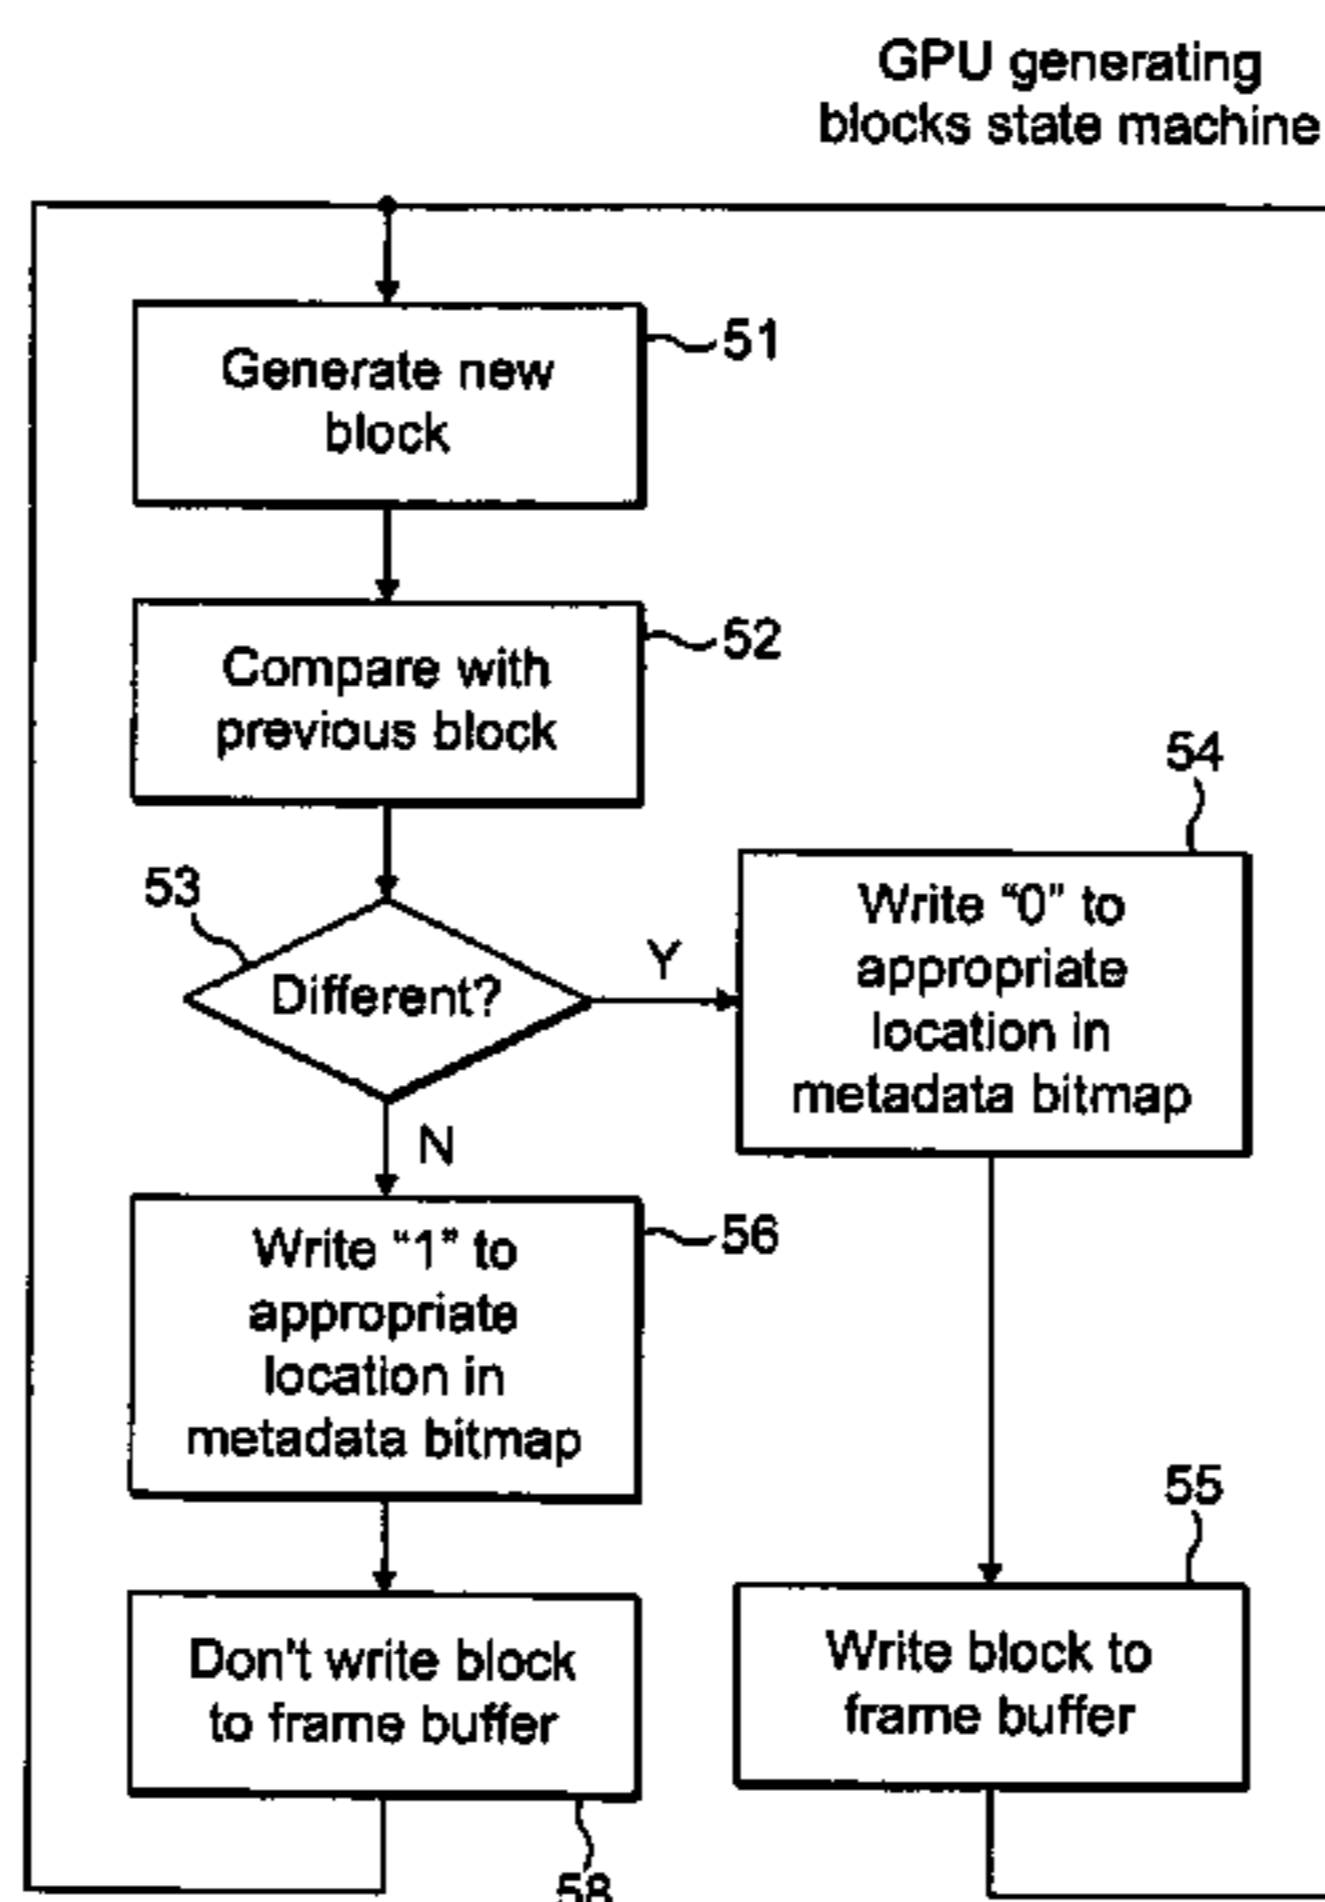 GPU generating
blocks state machine
Generate new
block
51
Compare with
previous block
52
53
Different?
Y
N
54
Write “0” to
appropriate
location in
metadata bitmap
Write “1” to
appropriate
location in
metadata bitmap
56
55
Don't write block
to frame buffer
Write block to
frame buffer
58